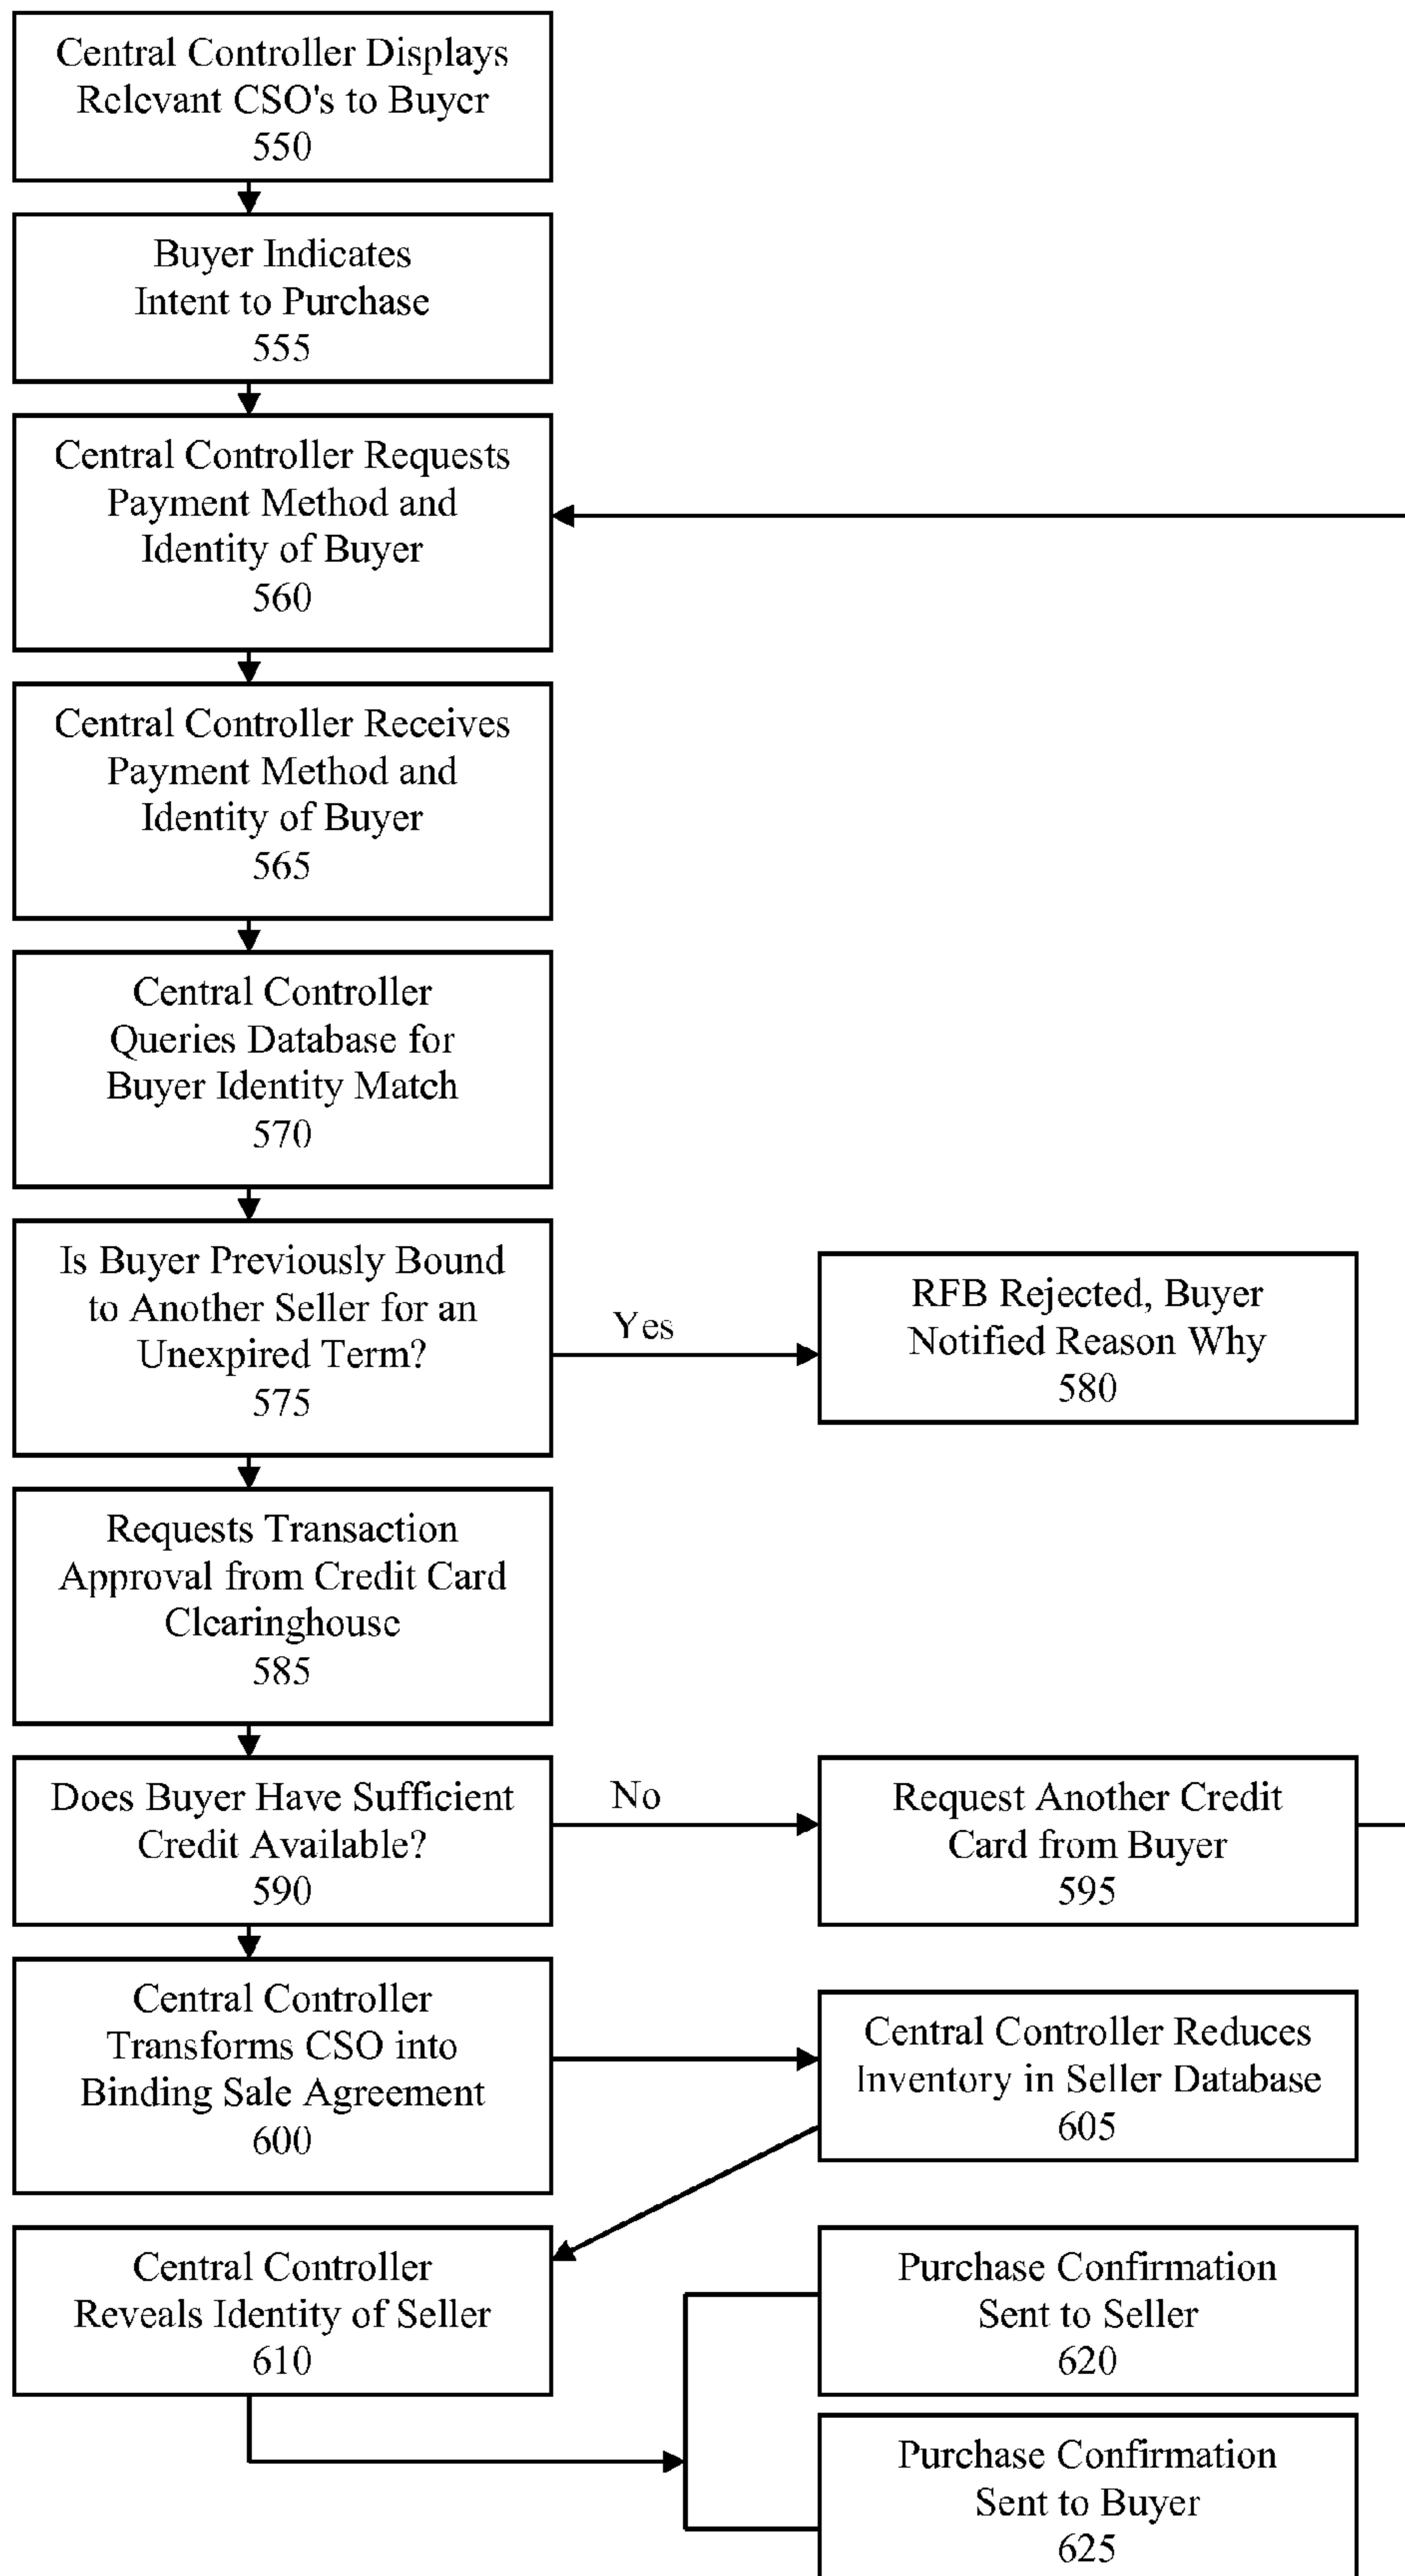 Central Controller Displays
Relevant CSO's to Buyer
550
Buyer Indicates
Intent to Purchase
555
Central Controller Requests
Payment Method and
Identity of Buyer
560
Central Controller Receives
Payment Method and
Identity of Buyer
565
Central Controller
Queries Database for
Buyer Identity Match
570
Is Buyer Previously Bound
to Another Seller for an
Unexpired Term?
575
Yes
RFB Rejected, Buyer
Notified Reason Why
580
Requests Transaction
Approval from Credit Card
Clearinghouse
585
Does Buyer Have Sufficient
Credit Available?
590
No
Request Another Credit
Card from Buyer
595
Central Controller
Transforms CSO into
Binding Sale Agreement
600
Central Controller Reduces
Inventory in Seller Database
605
Central Controller
Reveals Identity of Seller
610
Purchase Confirmation
Sent to Seller
620
Purchase Confirmation
Sent to Buyer
625